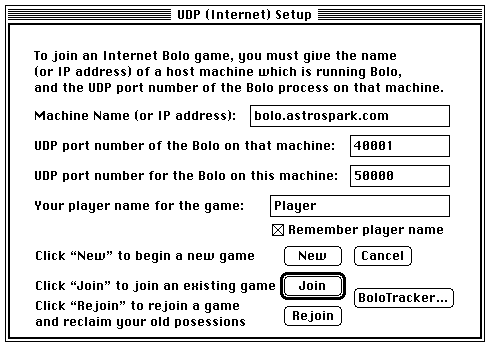 UDP (Internet) Setup
To join an Internet Bolo game, you must give the name
(or IP address) of a host machine which is running Bolo,
and the UDP port number of the Bolo process on that machine.
Machine Name (or IP address): bolo.astrospark.com
UDP port number of the Bolo on that machine: 40001
UDP port number for the Bolo on this machine: 50000
Your player name for the game: Player
Remember player name
Click “New” to begin a new game New Cancel
Click “Join” to join an existing game Join
BoloTracker...
Click “Rejoin” to rejoin a game
and reclaim your old posessions Rejoin